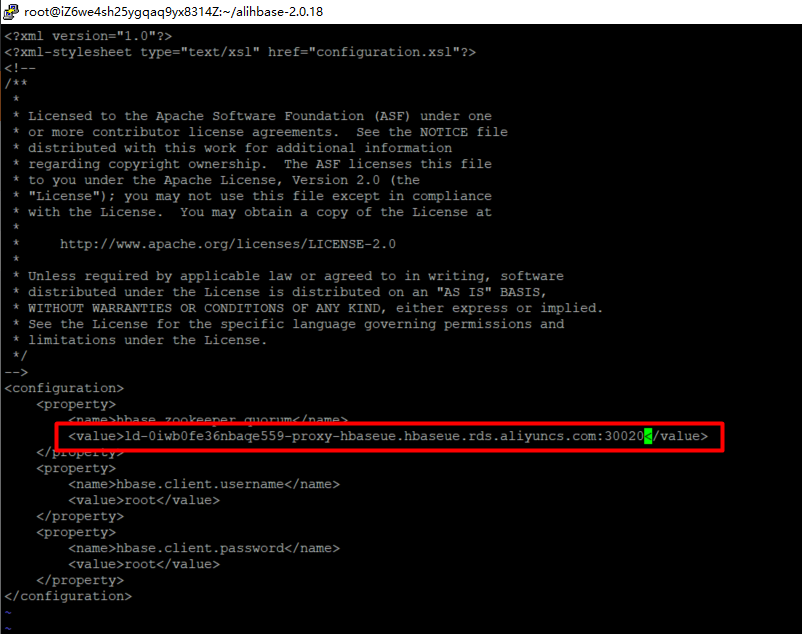 root@iZ6we4sh25ygqaq9yx8314Z:~/alihbase-2.0.18
<?xml version="1.0"?>
<?xml-stylesheet type="text/xsl" href="configuration.xsl"?>
<!--
/**
 *
 * Licensed to the Apache Software Foundation (ASF) under one
 * or more contributor license agreements.  See the NOTICE file
 * distributed with this work for additional information
 * regarding copyright ownership.  The ASF licenses this file
 * to you under the Apache License, Version 2.0 (the
 * "License"); you may not use this file except in compliance
 * with the License.  You may obtain a copy of the License at
 *
 *     http://www.apache.org/licenses/LICENSE-2.0
 *
 * Unless required by applicable law or agreed to in writing, software
 * distributed under the License is distributed on an "AS IS" BASIS,
 * WITHOUT WARRANTIES OR CONDITIONS OF ANY KIND, either express or implied.
 * See the License for the specific language governing permissions and
 * limitations under the License.
 */
-->
<configuration>
    <property>
        <name>hbase.zookeeper.quorum</name>
        <value>ld-0iwb0fe36nbaqe559-proxy-hbaseue.hbaseue.rds.aliyuncs.com:30020</value>
    </property>
    <property>
        <name>hbase.client.username</name>
        <value>root</value>
    </property>
    <property>
        <name>hbase.client.password</name>
        <value>root</value>
    </property>
</configuration>
~
~